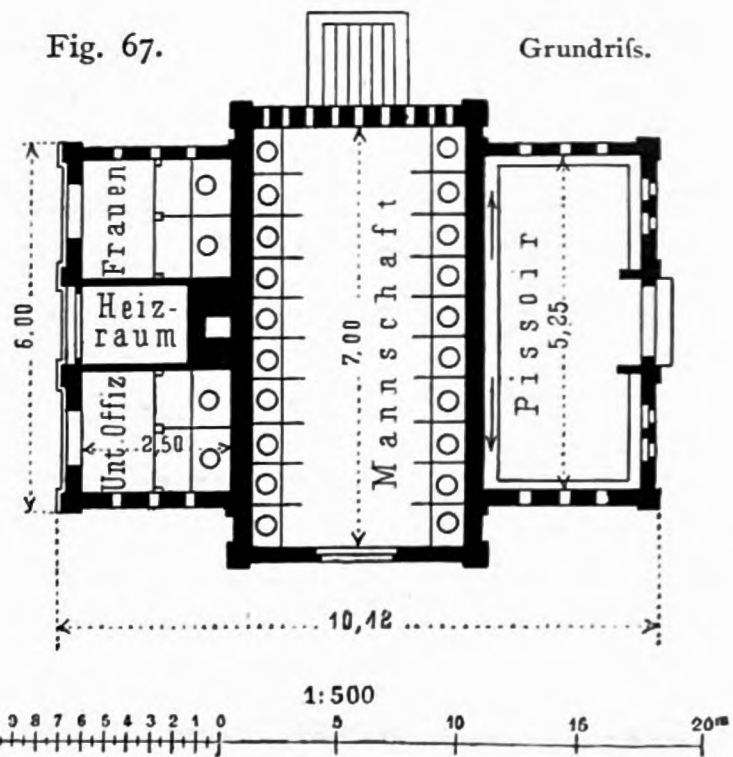 Fig. 67.
Grundriſs.
Frauen
Heiz-
raum
Unt. Offiz
Mannschaft
Pissoir
6,00
2,50
7,00
5,25
10,12
1:500
9 8 7 6 5 4 3 2 1 0 5 10 15 20ᵐ